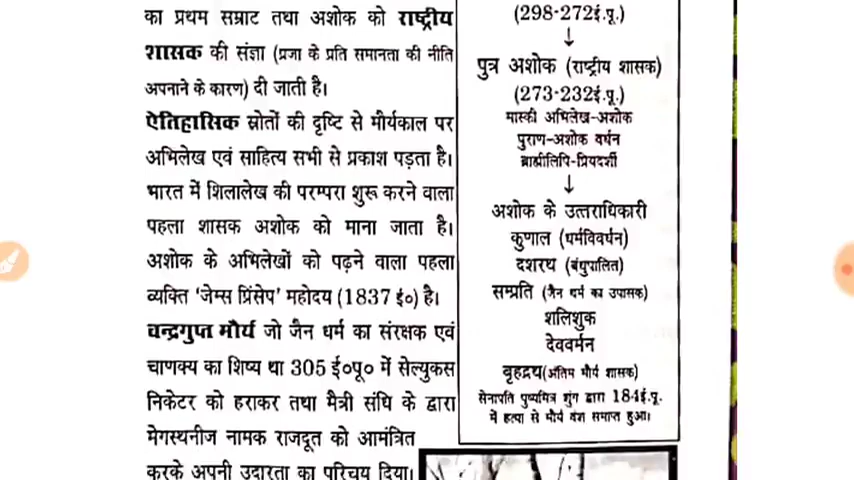 का प्रथम सम्राट तथा अशोक को राष्ट्रीय
शासक की संज्ञा (प्रजा के प्रति समानता की नीति
अपनाने के कारण) दी जाती है।
ऐतिहासिक स्रोतों की दृष्टि से मौर्यकाल पर
अभिलेख एवं साहित्य सभी से प्रकाश पड़ता है।
भारत में शिलालेख की परम्परा शुरू करने वाला
पहला शासक अशोक को माना जाता है।
अशोक के अभिलेखों को पढ़ने वाला पहला
व्यक्ति 'जेम्स प्रिंसेप' महोदय (1837 ई०) है।
चन्द्रगुप्त मौर्य जो जैन धर्म का संरक्षक एवं
चाणक्य का शिष्य था 305 ई०पू० में सेल्युकस
निकेटर को हराकर तथा मैत्री संधि के द्वारा
मेगस्थनीज नामक राजदूत को आमंत्रित
करके अपनी उदारता का परिचय दिया।
(298-272ई.पू.)
↓
पुत्र अशोक (राष्ट्रीय शासक)
(273-232ई.पू.)
मास्की अभिलेख-अशोक
पुराण-अशोक वर्धन
ब्राह्मीलिपि-प्रियदर्शी
↓
अशोक के उत्तराधिकारी
कुणाल (धर्मविवर्धन)
दशरथ (बंधुपालित)
सम्प्रति (जैन धर्म का उपासक)
शलिशुक
देववर्मन
बृहद्रथ(अंतिम मौर्य शासक)
सेनापति पुष्यमित्र शुंग द्वारा 184ई.पू.
में हत्या से मौर्य वंश समाप्त हुआ।